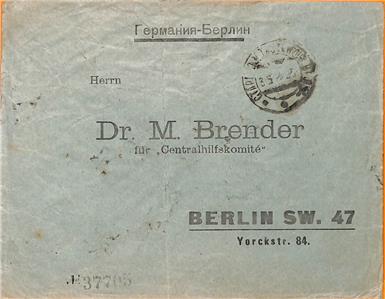 Германия-Берлин
Herrn
Dr. M. Brender
für „Centralhilfskomité“
BERLIN SW. 47
Yorckstr. 84.
№37705